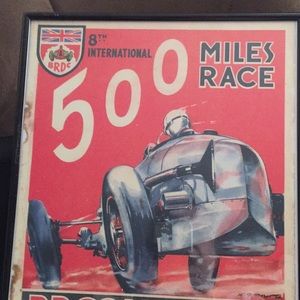 BRDC
8TH
INTERNATIONAL
500
MILES
RACE